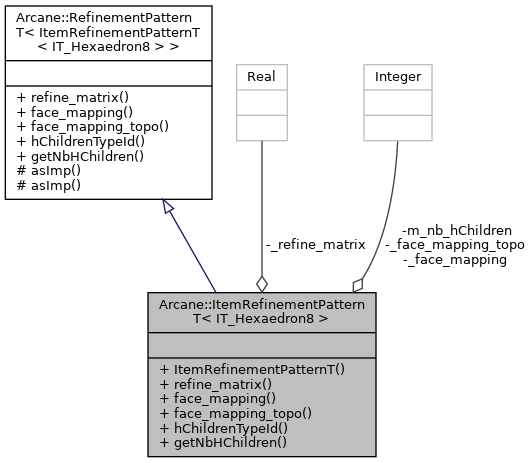 Arcane::RefinementPattern
T< ItemRefinementPatternT
< IT_Hexaedron8 > >
+ refine_matrix()
+ face_mapping()
+ face_mapping_topo()
+ hChildrenTypeId()
+ getNbHChildren()
# asImp()
# asImp()
Real
Integer
-_refine_matrix
-m_nb_hChildren
-_face_mapping_topo
-_face_mapping
Arcane::ItemRefinementPattern
T< IT_Hexaedron8 >
+ ItemRefinementPatternT()
+ refine_matrix()
+ face_mapping()
+ face_mapping_topo()
+ hChildrenTypeId()
+ getNbHChildren()